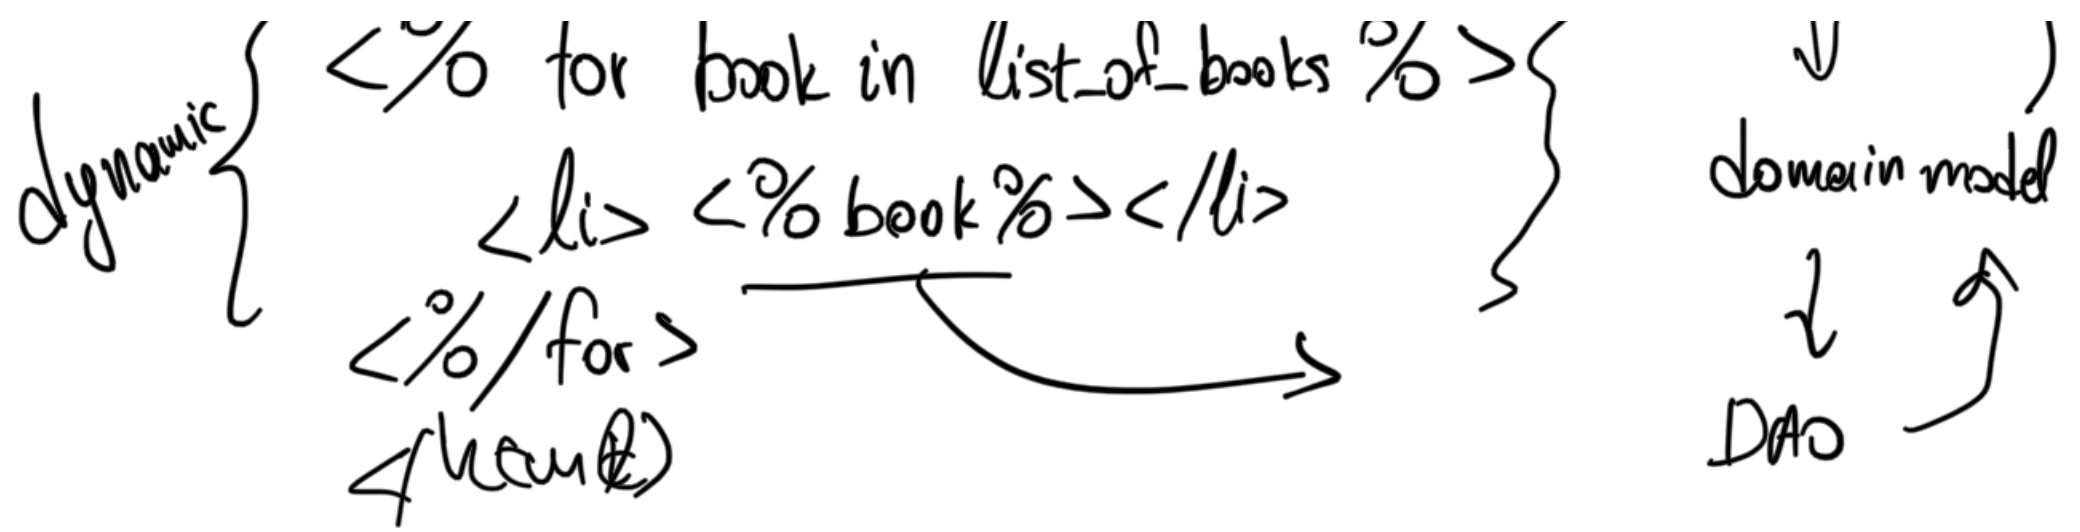 dynamic
<% for book in list_of_books %>
<li> <% book %></li>
<%/for>
domain model
DAO